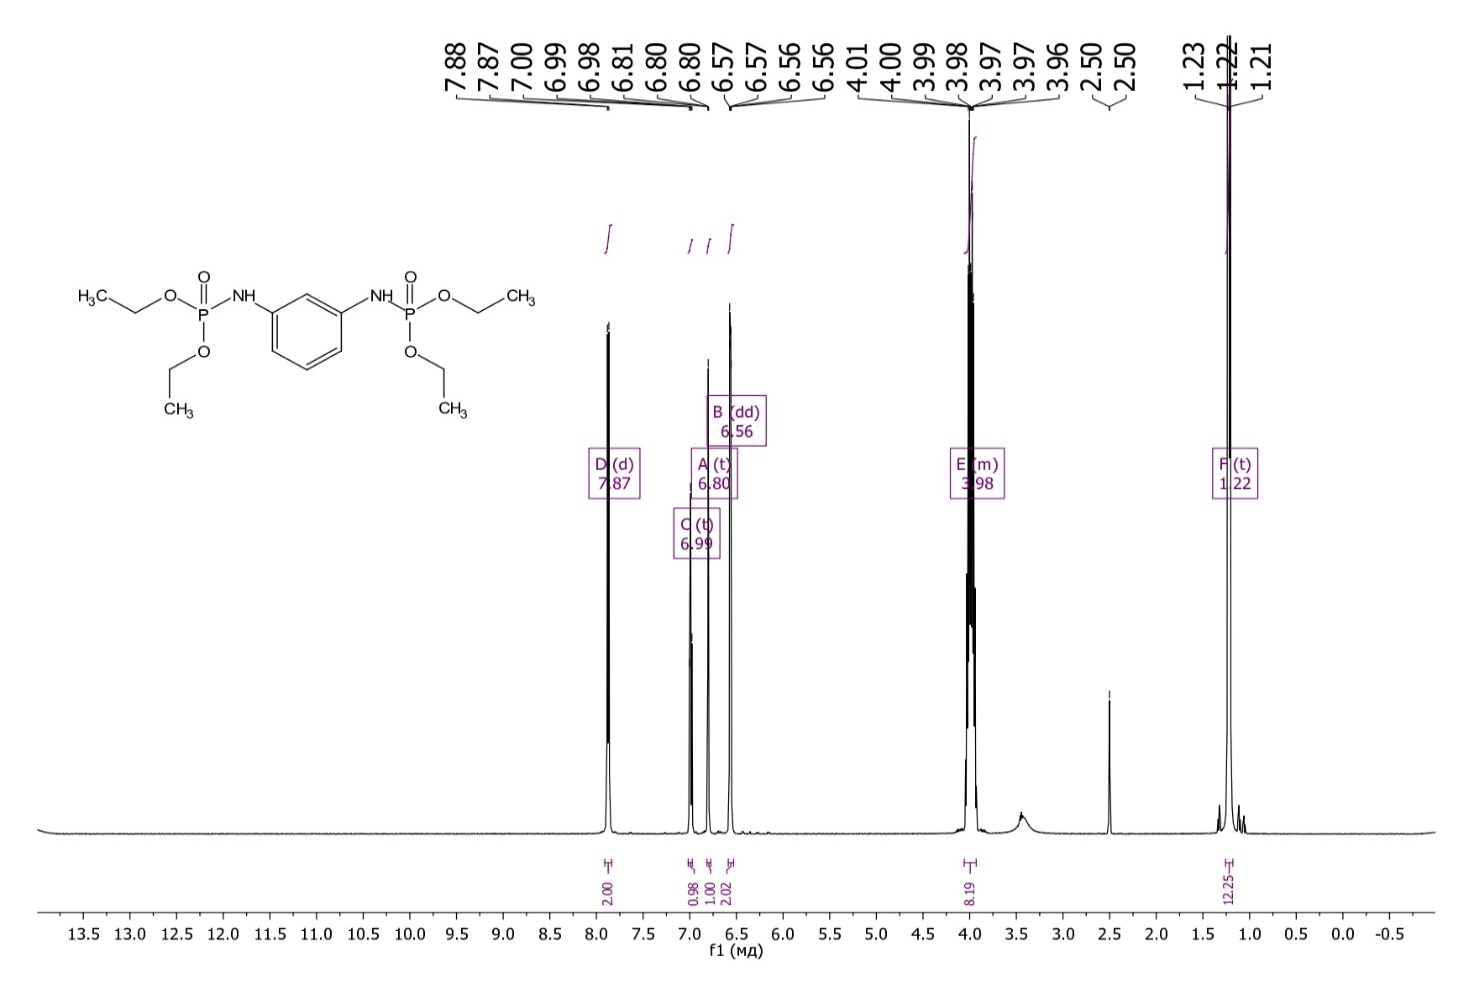 7.88 7.87 7.00 6.99 6.98 6.81 6.80 6.80 6.57 6.57 6.56 6.56 4.01 4.00 3.99 3.98 3.97 3.97 3.96 2.50 2.50 1.23 1.22 1.21
O O
H₃C O NH NH O CH₃
P P
O O
CH₃ CH₃
B (dd)
6.56
D (d) A (t) E (m) F (t)
7.87 6.80 3.98 1.22
C (t)
6.99
2.00 0.98 1.00 2.02 8.19 12.25
13.5 13.0 12.5 12.0 11.5 11.0 10.5 10.0 9.5 9.0 8.5 8.0 7.5 7.0 6.5 6.0 5.5 5.0 4.5 4.0 3.5 3.0 2.5 2.0 1.5 1.0 0.5 0.0 -0.5
f1 (мд)